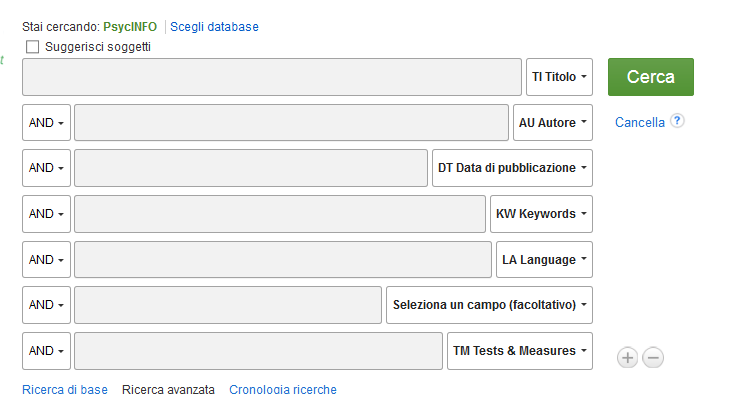 Stai cercando: PsycINFO Scegli database
Suggerisci soggetti
t
TI Titolo Cerca
AND AU Autore Cancella ?
AND DT Data di pubblicazione
AND KW Keywords
AND LA Language
AND Seleziona un campo (facoltativo)
AND TM Tests & Measures
Ricerca di base Ricerca avanzata Cronologia ricerche